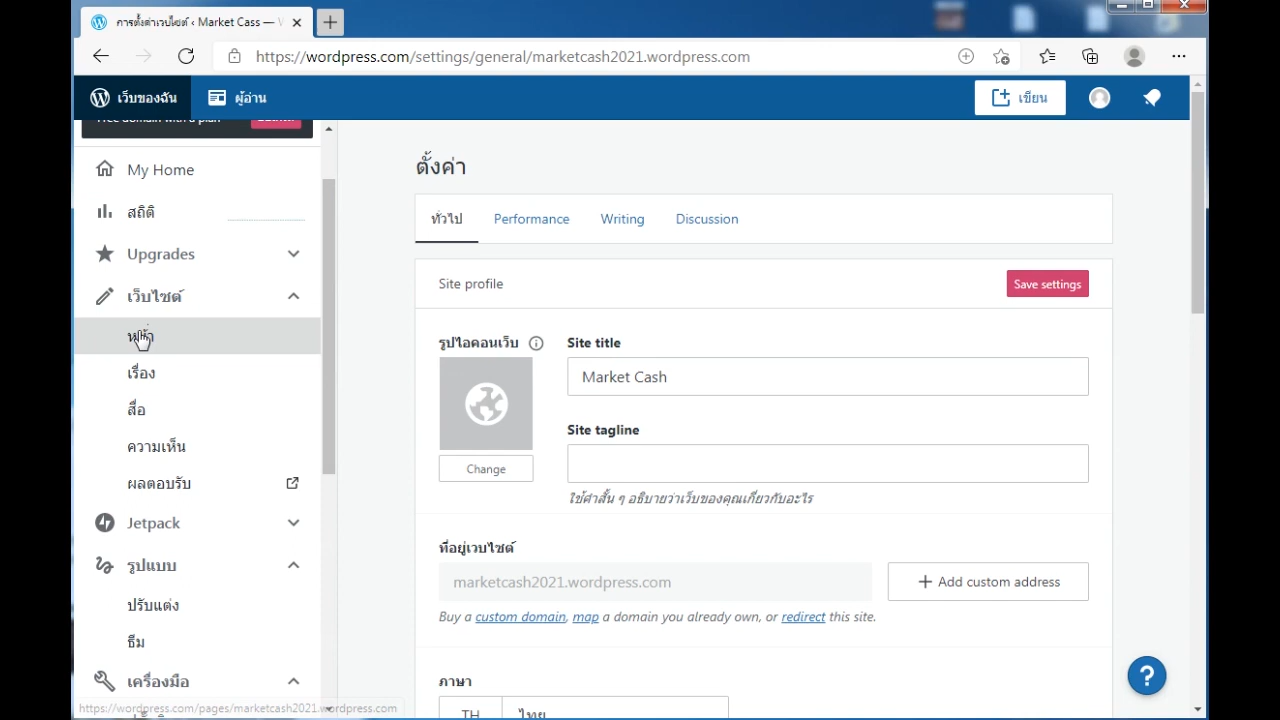 การตั้งค่าเวบไซต์ ‹ Market Cass — W
https://wordpress.com/settings/general/marketcash2021.wordpress.com
เว็บของฉัน
ผู้อ่าน
เขียน
My Home
สถิติ
Upgrades
เว็บไซต์
หน้า
เรื่อง
สื่อ
ความเห็น
ผลตอบรับ
Jetpack
รูปแบบ
ปรับแต่ง
ธีม
เครื่องมือ
https://wordpress.com/pages/marketcash2021.wordpress.com
ตั้งค่า
ทั่วไป Performance Writing Discussion
Site profile
Save settings
รูปไอคอนเว็บ
Change
Site title
Market Cash
Site tagline
ใช้คำสั้น ๆ อธิบายว่าเว็บของคุณเกี่ยวกับอะไร
ที่อยู่เวบไซต์
marketcash2021.wordpress.com
Add custom address
Buy a custom domain, map a domain you already own, or redirect this site.
ภาษา
TH ไทย